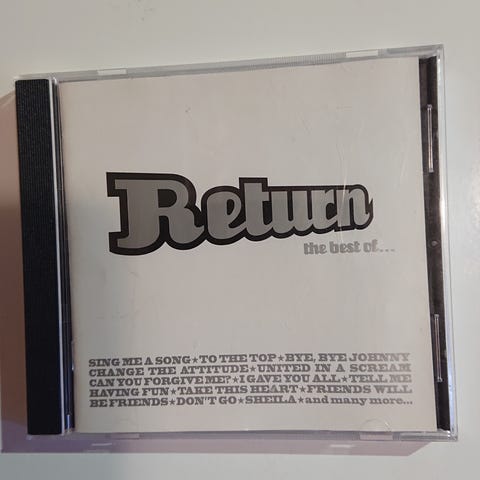 Return
the best of...
SING ME A SONG★TO THE TOP★BYE, BYE JOHNNY
CHANGE THE ATTITUDE★UNITED IN A SCREAM
CAN YOU FORGIVE ME?★I GAVE YOU ALL★TELL ME
HAVING FUN★TAKE THIS HEART★FRIENDS WILL
BE FRIENDS★DON'T GO★SHEILA★and many more...